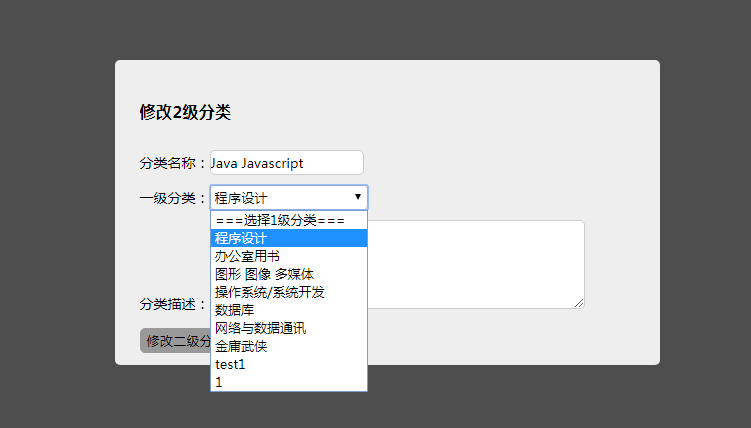 修改2级分类
分类名称：Java Javascript
一级分类：程序设计
===选择1级分类===
程序设计
办公室用书
图形 图像 多媒体
操作系统/系统开发
数据库
网络与数据通讯
金庸武侠
test1
1
分类描述：
修改二级分